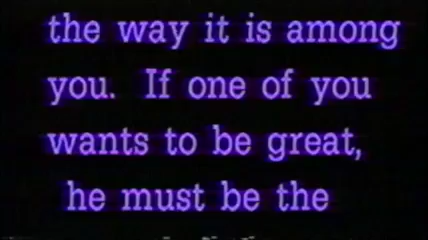 the way it is among
you. If one of you
wants to be great,
he must be the